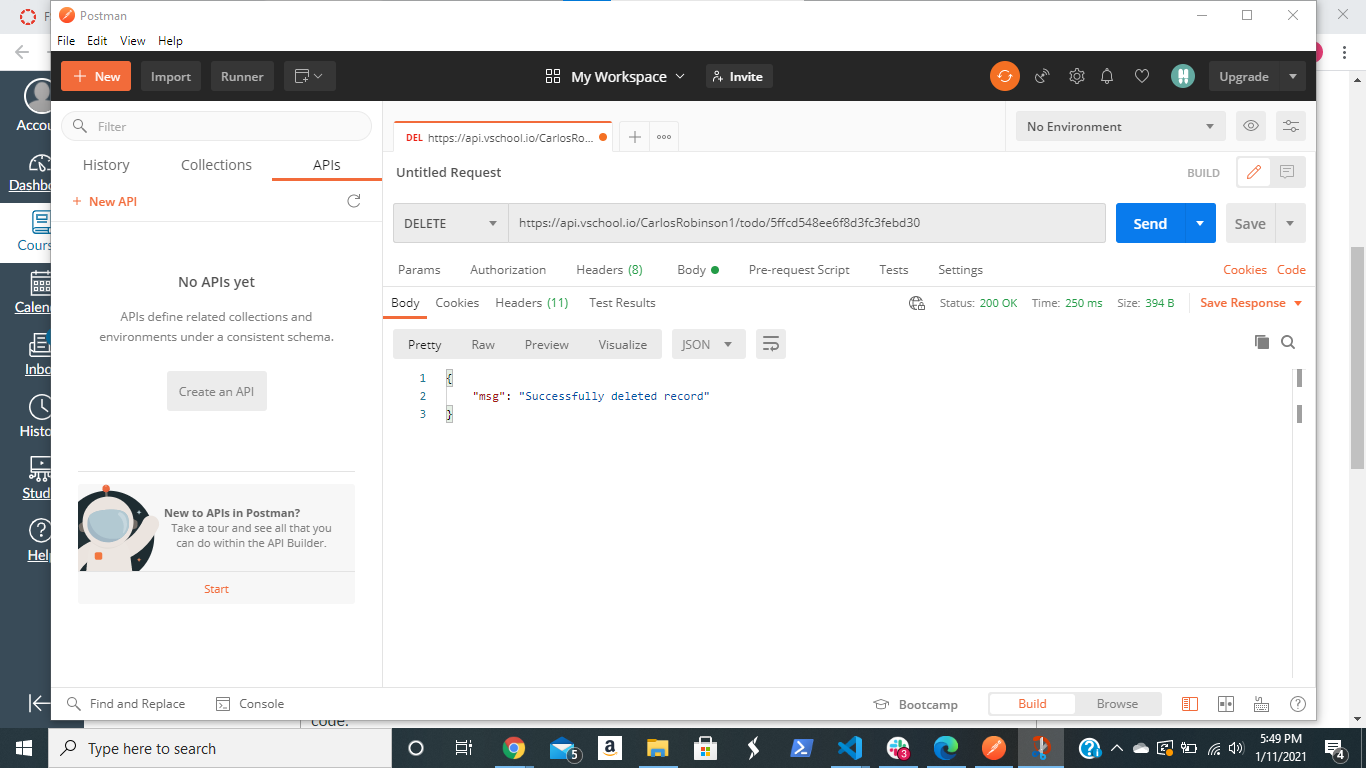 F
Postman
File Edit View Help
New Import Runner My Workspace Invite Upgrade
Accou
Dashbo
Cours
Calend
Inbo
Histo
Stud
Help
Filter
History Collections APIs
New API
No APIs yet
APIs define related collections and
environments under a consistent schema.
Create an API
New to APIs in Postman?
Take a tour and see all that you
can do within the API Builder.
Start
DEL https://api.vschool.io/CarlosRo...
No Environment
Untitled Request
BUILD
DELETE https://api.vschool.io/CarlosRobinson1/todo/5ffcd548ee6f8d3fc3febd30 Send Save
Params Authorization Headers (8) Body Pre-request Script Tests Settings Cookies Code
Body Cookies Headers (11) Test Results Status: 200 OK Time: 250 ms Size: 394 B Save Response
Pretty Raw Preview Visualize JSON
1 {
2 "msg": "Successfully deleted record"
3 }
Find and Replace Console Bootcamp Build Browse
code.
Type here to search
5
3
5:49 PM
1/11/2021
4